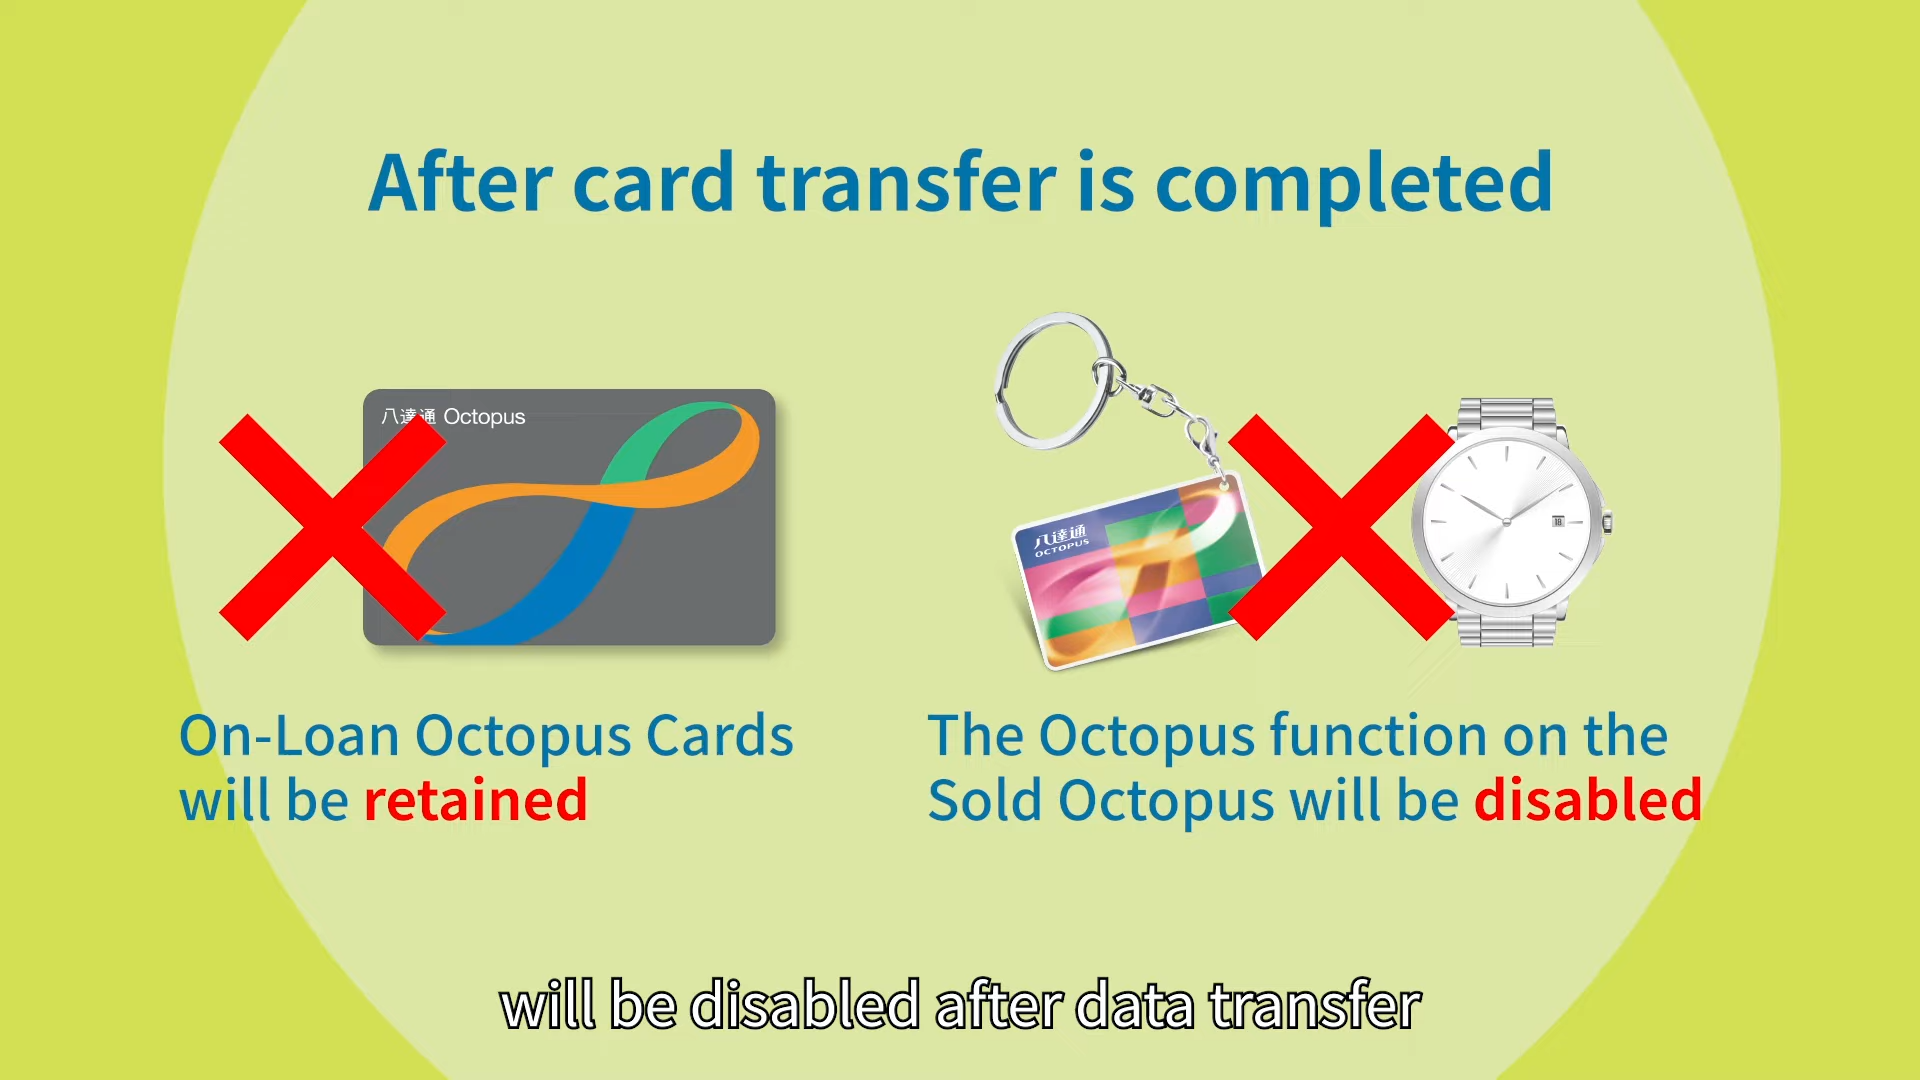 After card transfer is completed
八達通 Octopus
八達通
OCTOPUS
18
On-Loan Octopus Cards
will be retained
The Octopus function on the
Sold Octopus will be disabled
will be disabled after data transfer